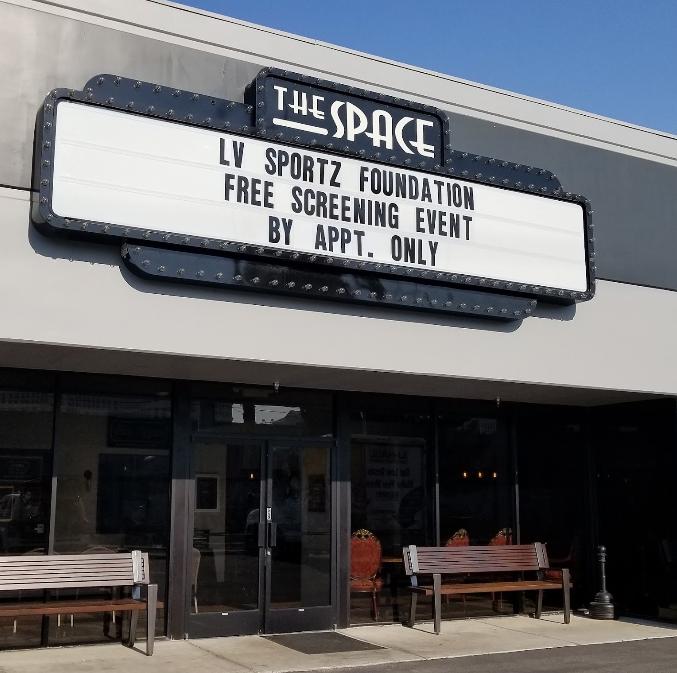 THE SPACE
LV SPORTZ FOUNDATION
FREE SCREENING EVENT
BY APPT. ONLY